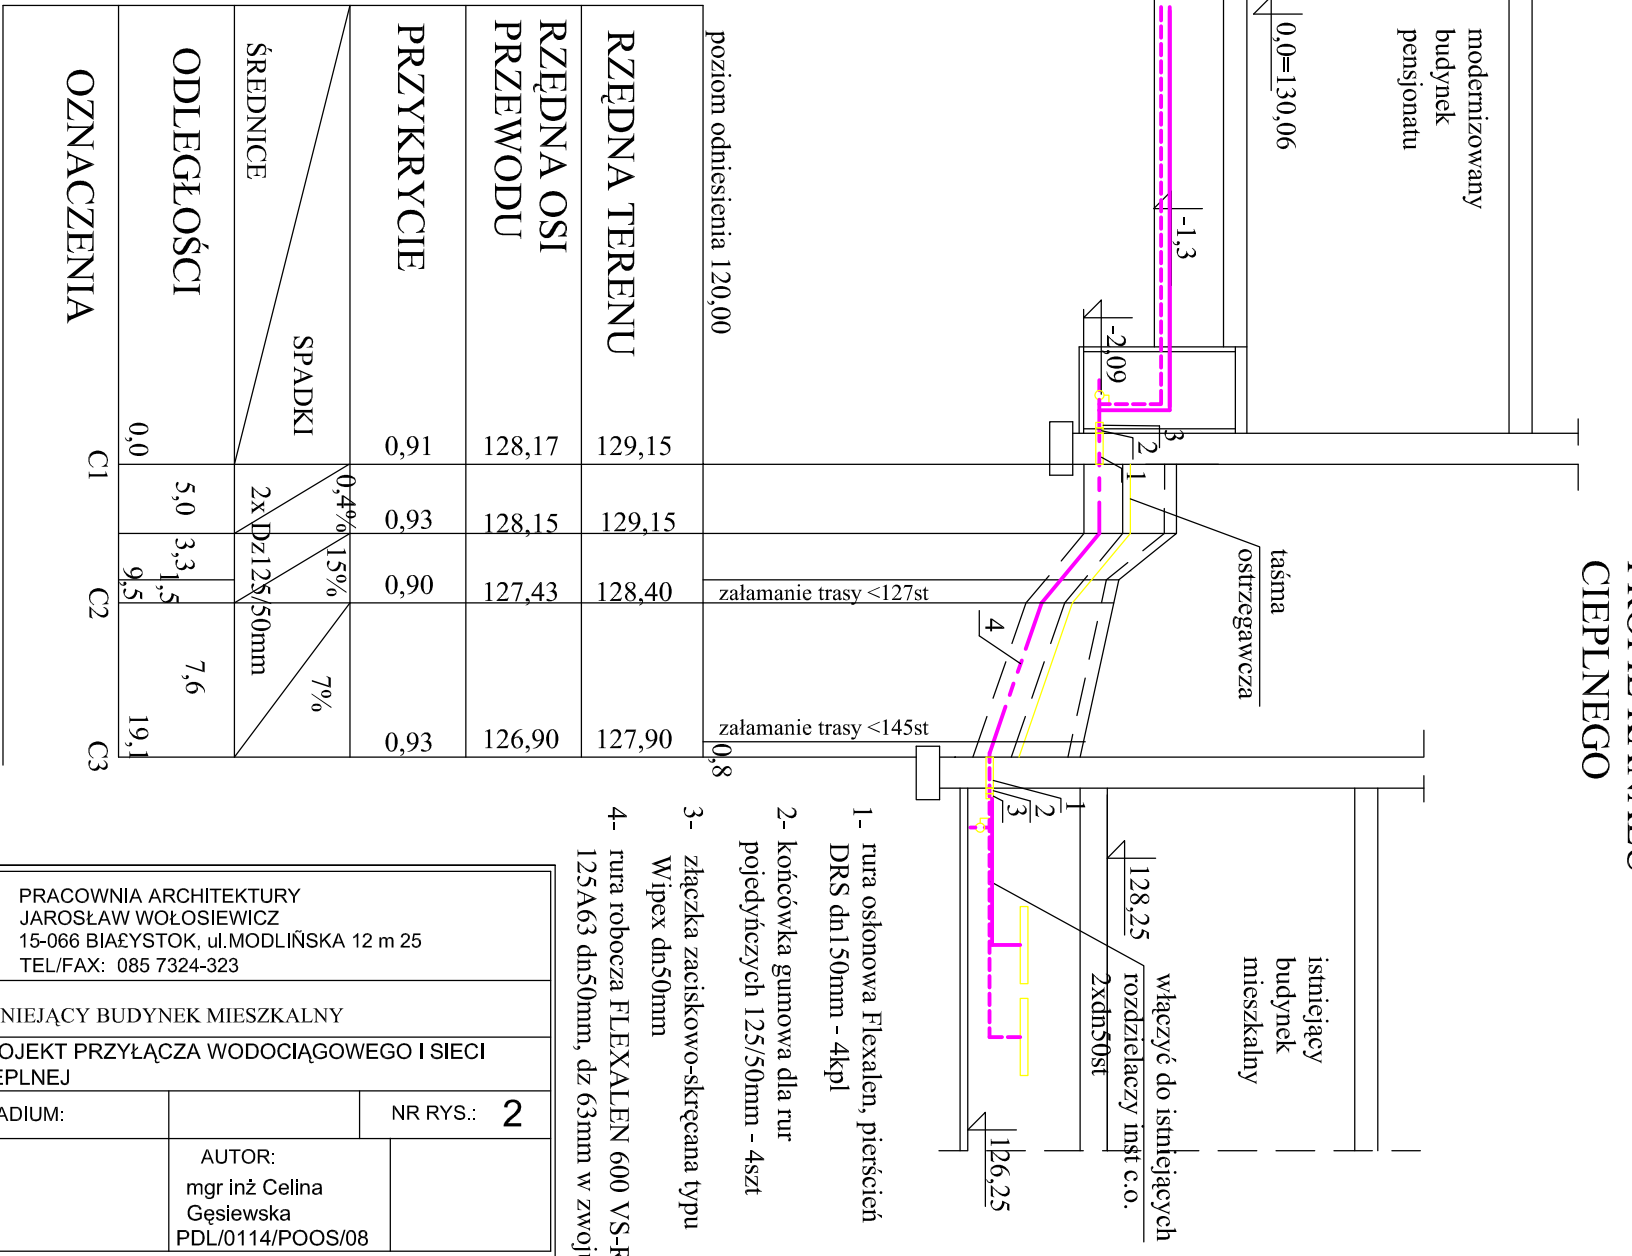 CIEPLNEGO
modernizowany
budynek
pensjonatu
0,0=130,06
-1,3
-2,09
3
2
1
taśma
ostrzegawcza
4
1
2
3
128,25
istniejący
budynek
mieszkalny
włączyć do istniejących
rozdzielaczy inst c.o.
2xdn50st
126,25
poziom odniesienia 120,00
załamanie trasy <127st
załamanie trasy <145st
0,8
RZĘDNA TERENU
129,15
129,15
128,40
127,90
RZĘDNA OSI
PRZEWODU
128,17
128,15
127,43
126,90
PRZYKRYCIE
0,91
0,93
0,90
0,93
SPADKI
0,4%
15%
7%
ŚREDNICE
2xDz125/50mm
ODLEGŁOŚCI
5,0
3,3
1,5
7,6
0,0
9,5
19,1
OZNACZENIA
C1
C2
C3
1- rura osłonowa Flexalen, pierścień
DRS dn150mm - 4kpl
2- końcówka gumowa dla rur
pojedyńczych 125/50mm - 4szt
3- złączka zaciskowo-skręcana typu
Wipex dn50mm
4- rura robocza FLEXALEN 600 VS-R
125A63 dn50mm, dz 63mm w zwoju
PRACOWNIA ARCHITEKTURY
JAROSŁAW WOŁOSIEWICZ
15-066 BIA£YSTOK, ul.MODLIŃSKA 12 m 25
TEL/FAX: 085 7324-323
NIEJĄCY BUDYNEK MIESZKALNY
OJEKT PRZYŁĄCZA WODOCIĄGOWEGO I SIECI
EPLNEJ
ADIUM:
NR RYS.: 2
AUTOR:
mgr inż Celina
Gęsiewska
PDL/0114/POOS/08